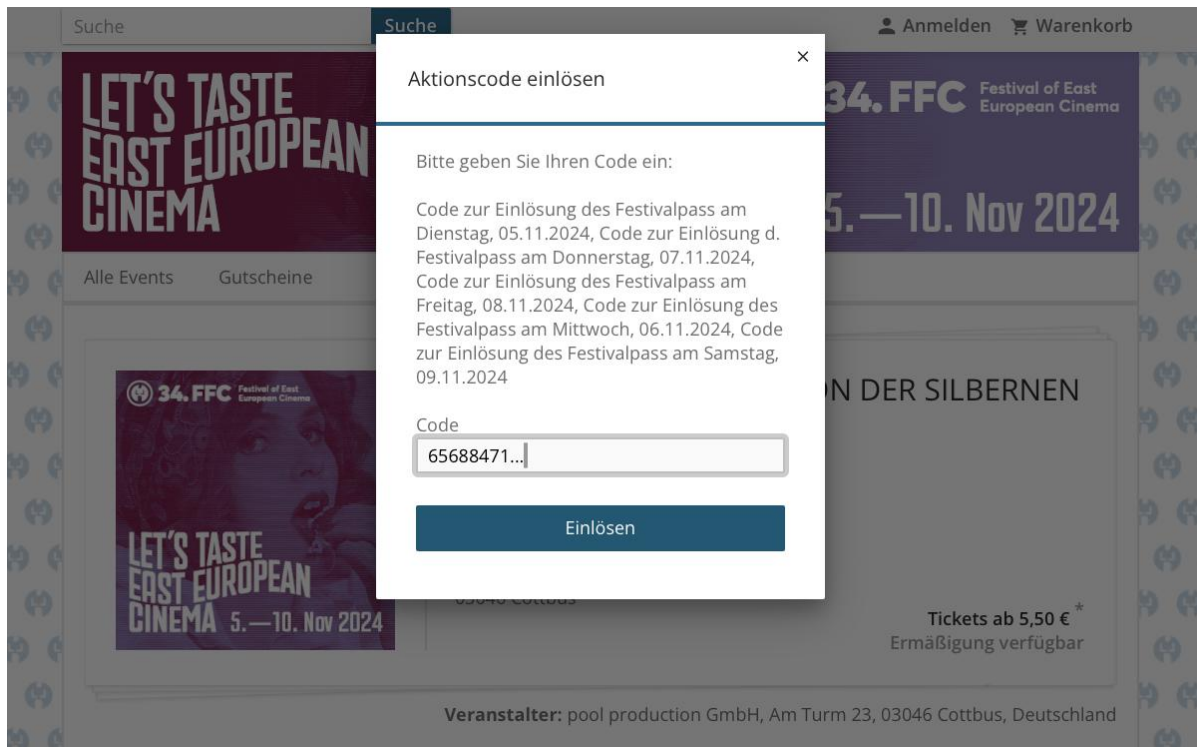 Suche
Suche
Anmelden
Warenkorb
LET'S TASTE
EAST EUROPEAN
CINEMA
34. FFC Festival of East
European Cinema
5.—10. Nov 2024
Alle Events
Gutscheine
×
Aktionscode einlösen
Bitte geben Sie Ihren Code ein:
Code zur Einlösung des Festivalpass am
Dienstag, 05.11.2024, Code zur Einlösung d.
Festivalpass am Donnerstag, 07.11.2024,
Code zur Einlösung des Festivalpass am
Freitag, 08.11.2024, Code zur Einlösung des
Festivalpass am Mittwoch, 06.11.2024, Code
zur Einlösung des Festivalpass am Samstag,
09.11.2024
Code
65688471...
Einlösen
34. FFC Festival of East
European Cinema
LET'S TASTE
EAST EUROPEAN
CINEMA 5.—10. Nov 2024
DER SILBERNEN
03046 Cottbus
Tickets ab 5,50 € *
Ermäßigung verfügbar
Veranstalter: pool production GmbH, Am Turm 23, 03046 Cottbus, Deutschland